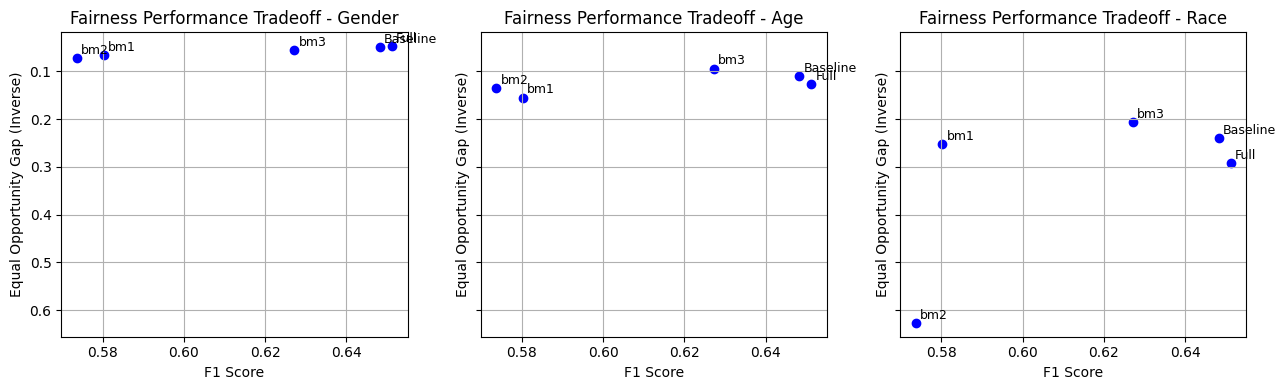 Fairness Performance Tradeoff - Gender
Equal Opportunity Gap (Inverse)
0.1
0.2
0.3
0.4
0.5
0.6
bm2
bm1
bm3
Baseline
Full
0.58
0.60
0.62
0.64
F1 Score
Fairness Performance Tradeoff - Age
Equal Opportunity Gap (Inverse)
bm2
bm1
bm3
Baseline
Full
0.58
0.60
0.62
0.64
F1 Score
Fairness Performance Tradeoff - Race
Equal Opportunity Gap (Inverse)
bm1
bm3
Baseline
Full
bm2
0.58
0.60
0.62
0.64
F1 Score